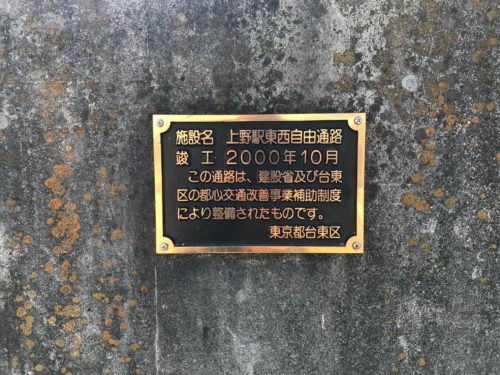 施設名 上野駅東西自由通路
竣工 2000年10月
この通路は、建設省及び台東
区の都心交通改善事業補助制度
により整備されたものです。
東京都台東区